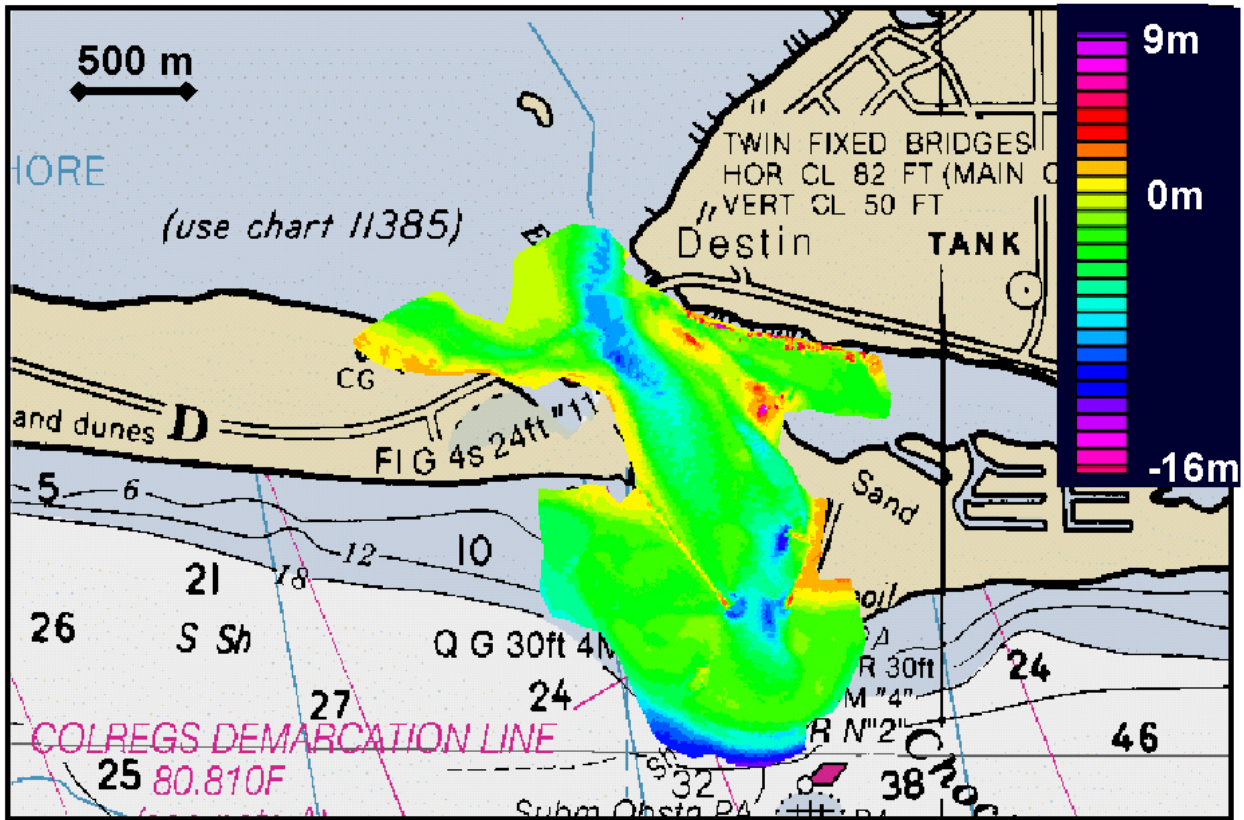 500 m
9m
TWIN FIXED BRIDGES
HOR CL 82 FT (MAIN C
VERT CL 50 FT
HORE
0m
(use chart 11385)
Destin
TANK
E
CG
and dunes D
Fl G 4s 24ft "11
-16m
5
6
Sand
12
10
18
21
oil
26
S Sh
Q G 30ft 4M
R 30ft
24
24
M "4"
27
R N"2"
COLREGS DEMARCATION LINE
46
80.810F
25
32
38
Choc
Subm Obstn PA
PA